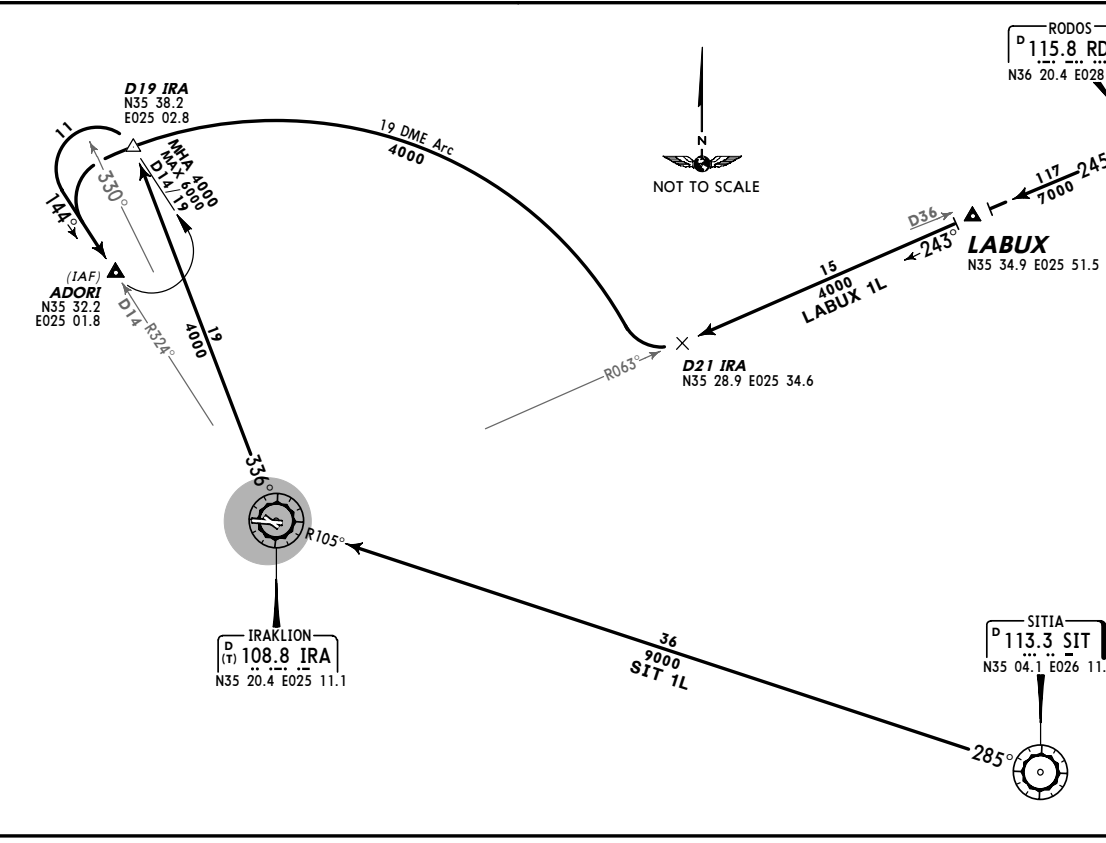 RODOS
D 115.8 RD
N36 20.4 E028
D19 IRA
N35 38.2
E025 02.8
11
19 DME Arc
4000
N
NOT TO SCALE
MHA 4000
MAX 6000
D14/19
330°
144°
117
7000
245
D36
243°
LABUX
N35 34.9 E025 51.5
15
4000
LABUX 1L
(IAF)
ADORI
N35 32.2
E025 01.8
D14
R324°
19
4000
R063°
D21 IRA
N35 28.9 E025 34.6
336°
R105°
IRAKLION
D
(T) 108.8 IRA
N35 20.4 E025 11.1
36
9000
SIT 1L
285°
SITIA
D 113.3 SIT
N35 04.1 E026 11.